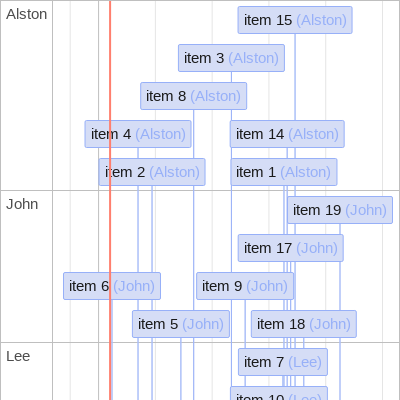 Alston
item 15 (Alston)
item 3 (Alston)
item 8 (Alston)
item 4 (Alston)
item 14 (Alston)
item 2 (Alston)
item 1 (Alston)
John
item 19 (John)
item 17 (John)
item 6 (John)
item 9 (John)
item 5 (John)
item 18 (John)
Lee
item 7 (Lee)
item 10 (Lee)